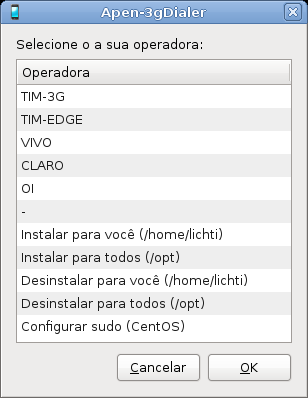 Apen-3gDialer
Selecione o a sua operadora:
Operadora
TIM-3G
TIM-EDGE
VIVO
CLARO
OI
-
Instalar para você (/home/lichti)
Instalar para todos (/opt)
Desinstalar para você (/home/lichti)
Desinstalar para todos (/opt)
Configurar sudo (CentOS)
Cancelar
OK